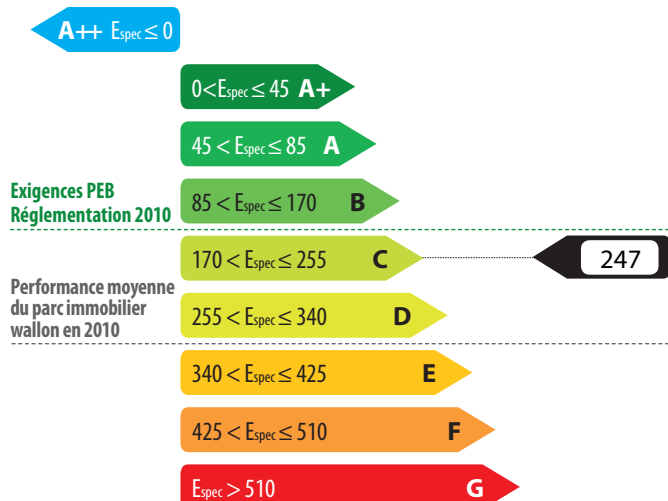 A++ Espec ≤ 0
0 < Espec ≤ 45 A+
45 < Espec ≤ 85 A
Exigences PEB
Réglementation 2010
85 < Espec ≤ 170 B
170 < Espec ≤ 255 C
247
Performance moyenne
du parc immobilier
wallon en 2010
255 < Espec ≤ 340 D
340 < Espec ≤ 425 E
425 < Espec ≤ 510 F
Espec > 510 G